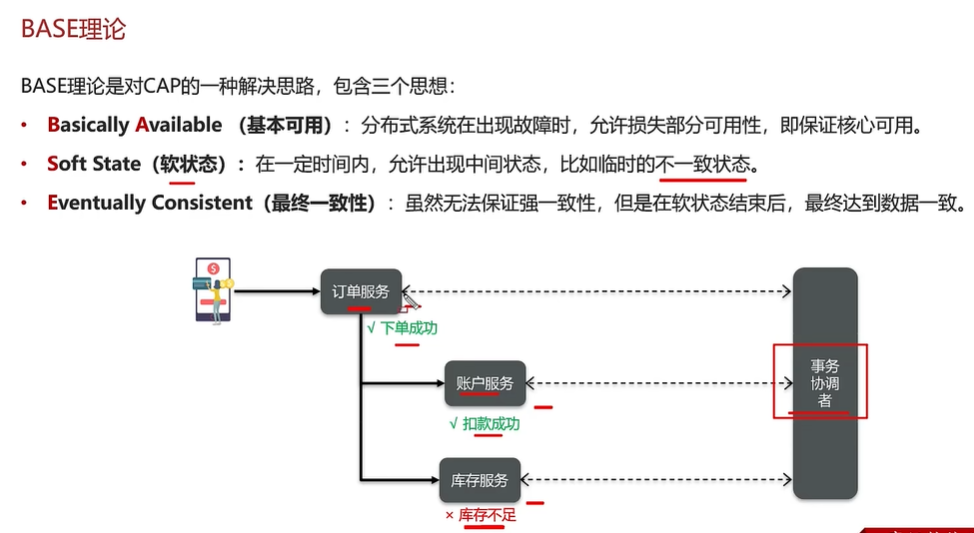 BASE理论
BASE理论是对CAP的一种解决思路，包含三个思想：
• Basically Available （基本可用）：分布式系统在出现故障时，允许损失部分可用性，即保证核心可用。
• Soft State（软状态）：在一定时间内，允许出现中间状态，比如临时的不一致状态。
• Eventually Consistent（最终一致性）：虽然无法保证强一致性，但是在软状态结束后，最终达到数据一致。
$
订单服务
√ 下单成功
账户服务
√ 扣款成功
库存服务
× 库存不足
事务
协调
者